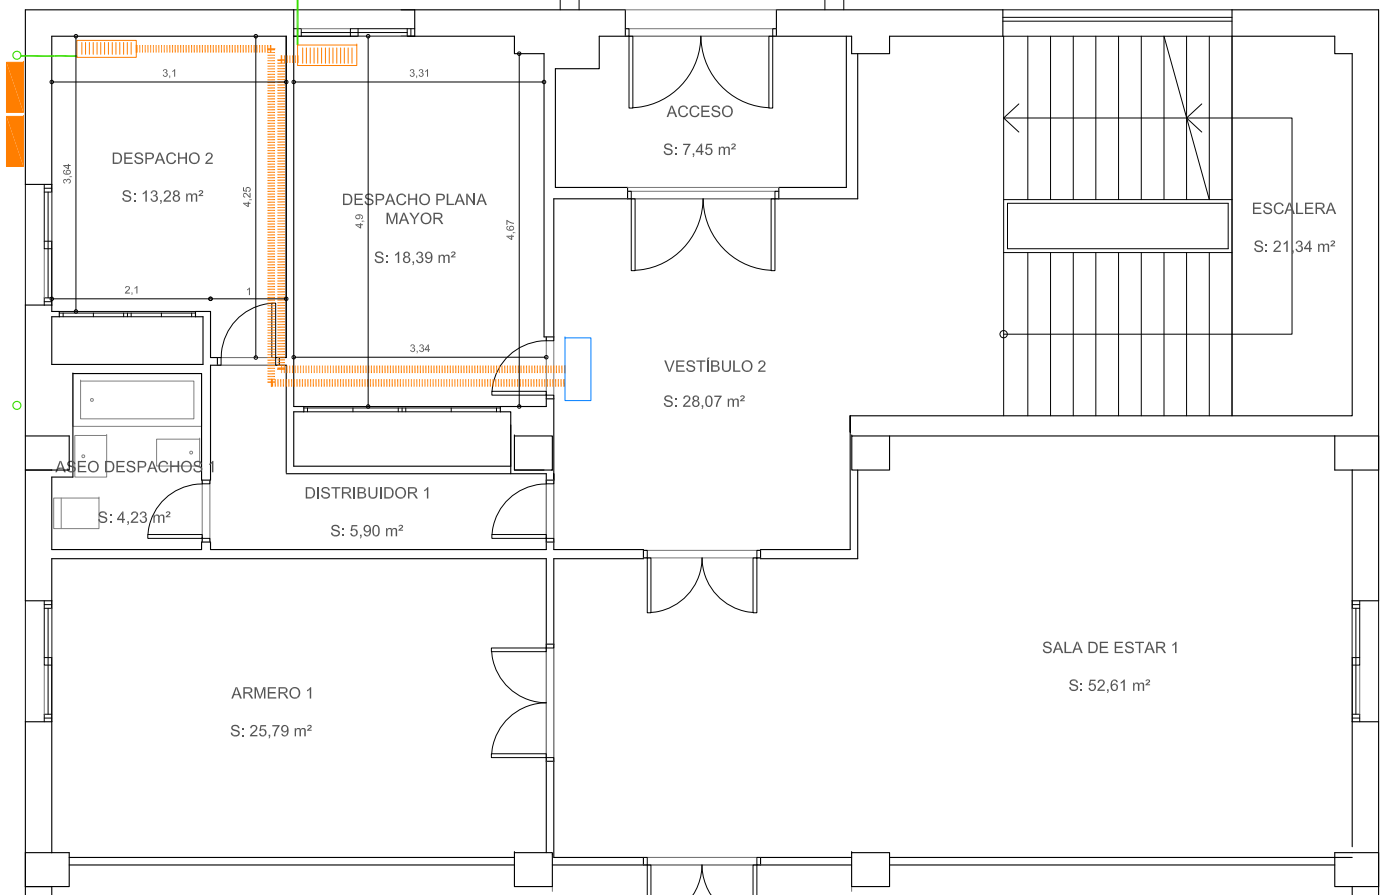 3,1
3,31
ACCESO
S: 7,45 m²
DESPACHO 2
S: 13,28 m²
3,64
4,25
DESPACHO PLANA
MAYOR
S: 18,39 m²
4,9
4,67
ESCALERA
S: 21,34 m²
2,1
1
3,34
VESTÍBULO 2
S: 28,07 m²
ASEO DESPACHOS 1
S: 4,23 m²
DISTRIBUIDOR 1
S: 5,90 m²
SALA DE ESTAR 1
S: 52,61 m²
ARMERO 1
S: 25,79 m²